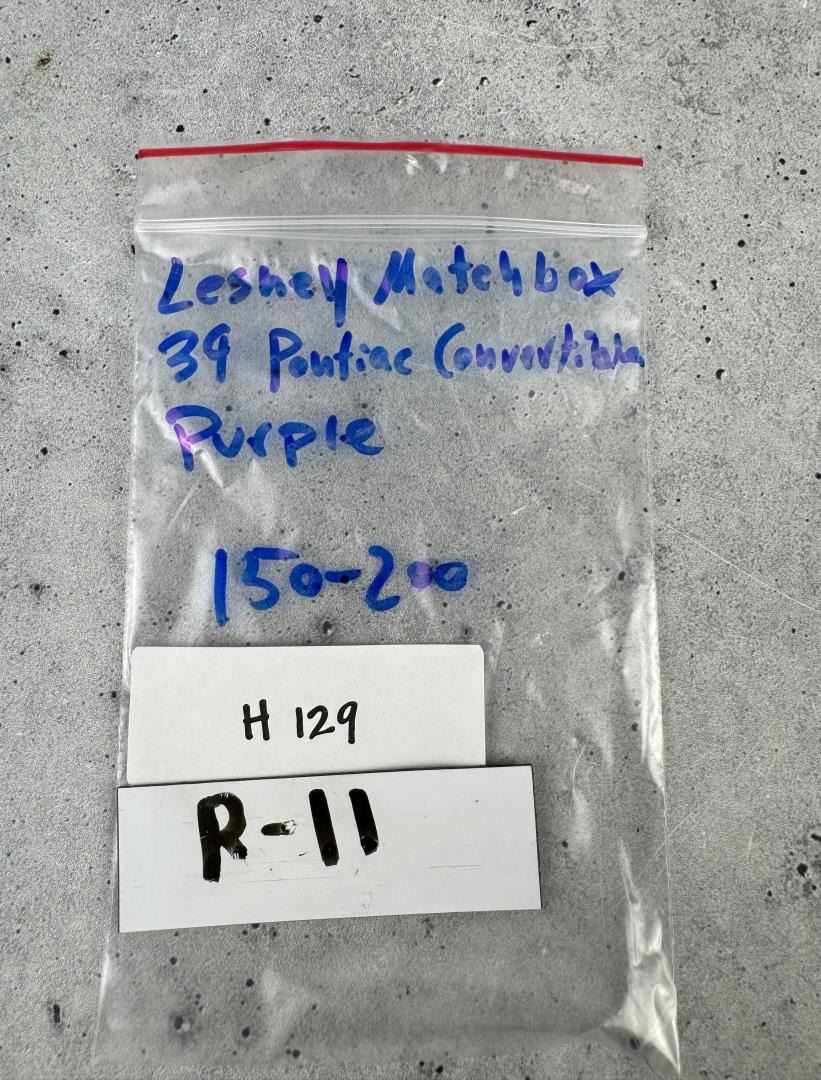 Lesney Matchbox
39 Pontiac Convertible
Purple
150-200
H 129
R-11